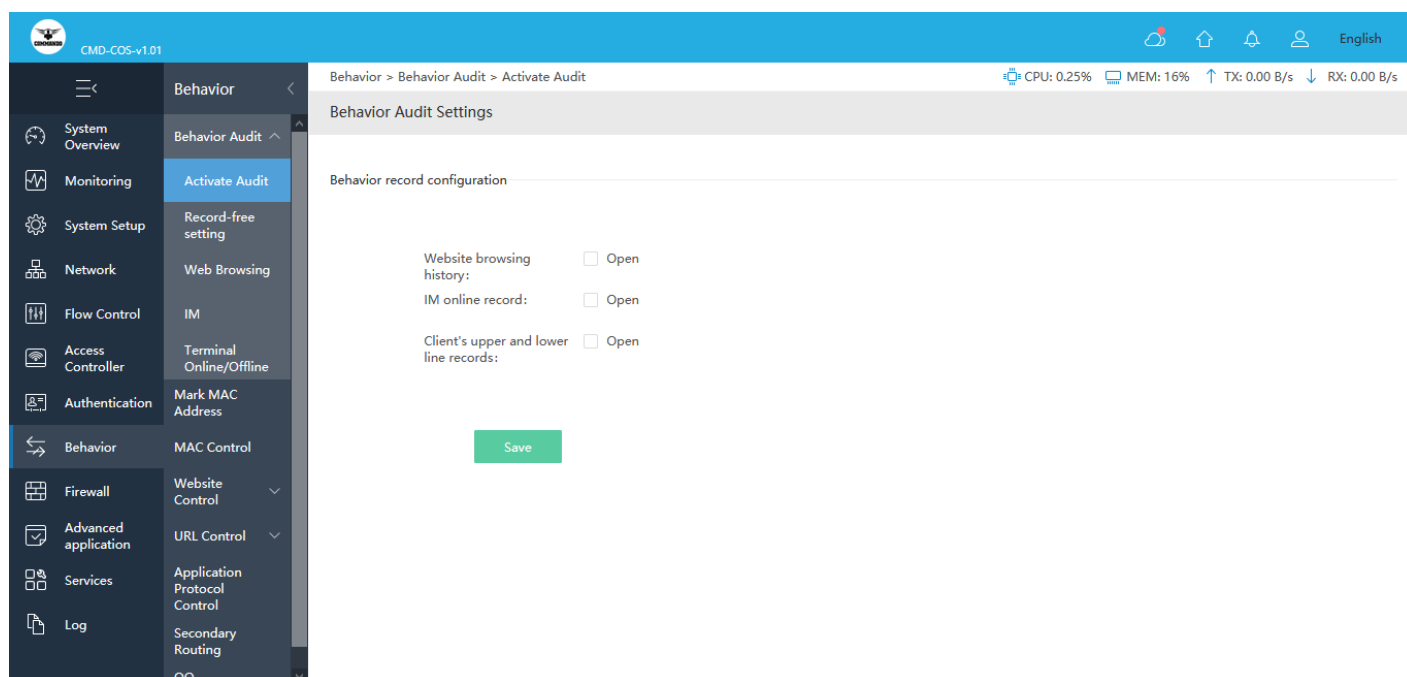 COMMANDO
CMD-COS-v1.01
English
Behavior
Behavior > Behavior Audit > Activate Audit
CPU: 0.25%
MEM: 16%
TX: 0.00 B/s
RX: 0.00 B/s
Behavior Audit Settings
System
Overview
Monitoring
System Setup
Network
Flow Control
Access
Controller
Authentication
Behavior
Firewall
Advanced
application
Services
Log
Behavior Audit
Activate Audit
Record-free
setting
Web Browsing
IM
Terminal
Online/Offline
Mark MAC
Address
MAC Control
Website
Control
URL Control
Application
Protocol
Control
Secondary
Routing
Behavior record configuration
Website browsing
history:
Open
IM online record:
Open
Client's upper and lower
line records:
Open
Save